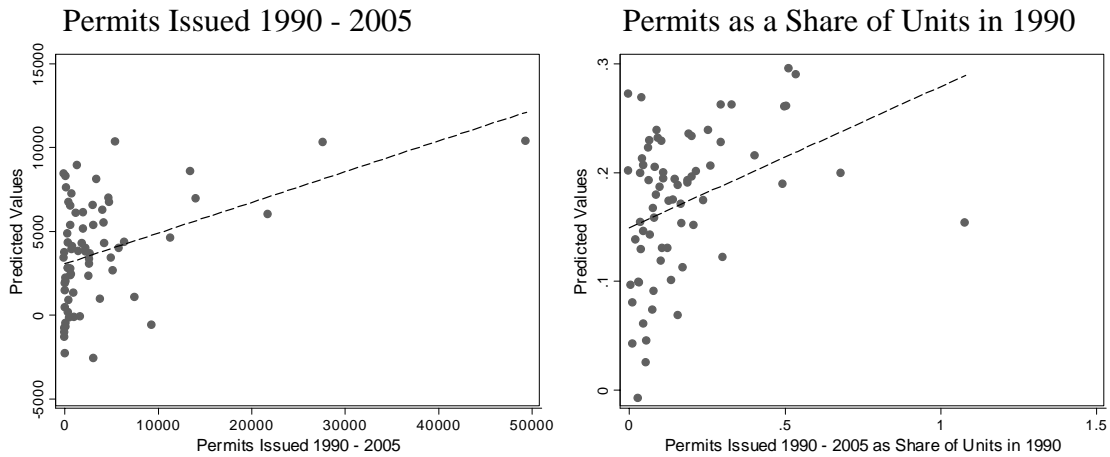 Permits Issued 1990 - 2005
Predicted Values
15000
10000
5000
0
-5000
0 10000 20000 30000 40000 50000
Permits Issued 1990 - 2005
Permits as a Share of Units in 1990
Predicted Values
.3
.2
.1
0
0 .5 1 1.5
Permits Issued 1990 - 2005 as Share of Units in 1990